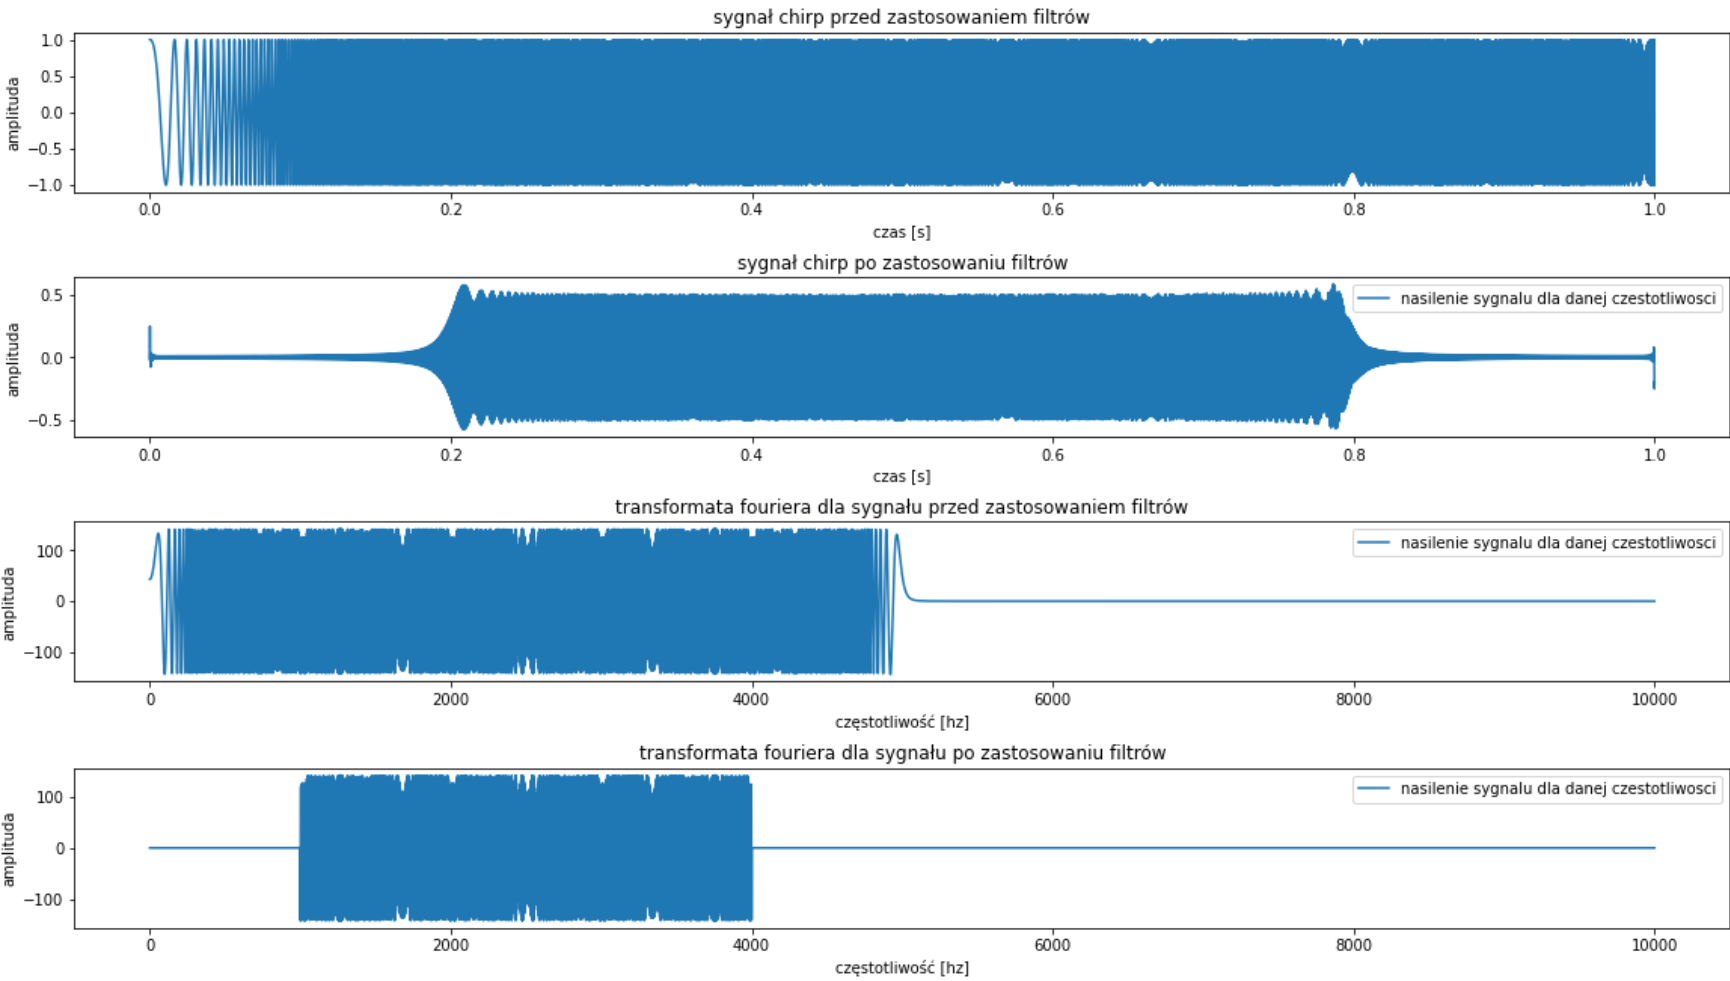 sygnał chirp przed zastosowaniem filtrów
1.0
0.5
0.0
−0.5
−1.0
amplituda
0.0 0.2 0.4 0.6 0.8 1.0
czas [s]
sygnał chirp po zastosowaniu filtrów
nasilenie sygnalu dla danej czestotliwosci
0.5
0.0
−0.5
amplituda
0.0 0.2 0.4 0.6 0.8 1.0
czas [s]
transformata fouriera dla sygnału przed zastosowaniem filtrów
nasilenie sygnalu dla danej czestotliwosci
100
0
−100
amplituda
0 2000 4000 6000 8000 10000
częstotliwość [hz]
transformata fouriera dla sygnału po zastosowaniu filtrów
nasilenie sygnalu dla danej czestotliwosci
100
0
−100
amplituda
0 2000 4000 6000 8000 10000
częstotliwość [hz]